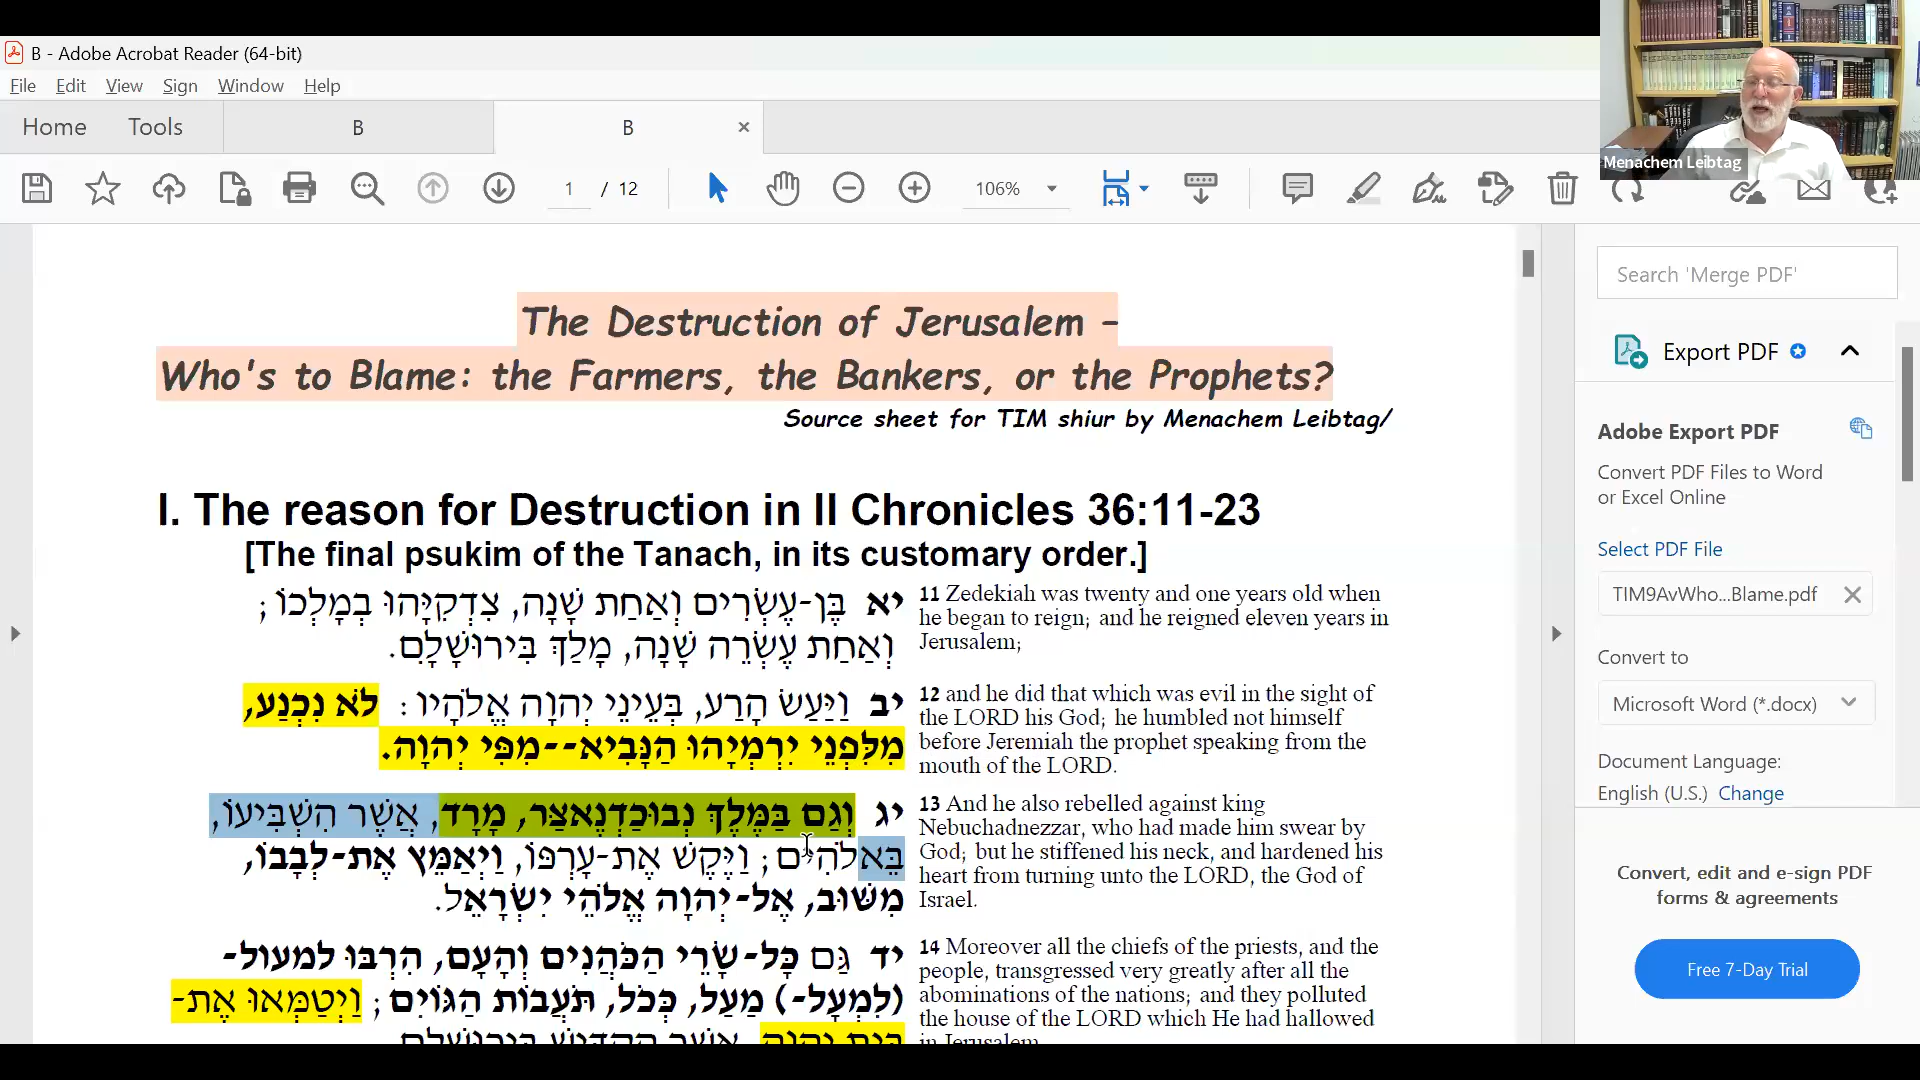 B - Adobe Acrobat Reader (64-bit)
File Edit View Sign Window Help
Home Tools B B
1 / 12 106%
Menachem Leibtag
The Destruction of Jerusalem -
Who's to Blame: the Farmers, the Bankers, or the Prophets?
Source sheet for TIM shiur by Menachem Leibtag/
I. The reason for Destruction in II Chronicles 36:11-23
[The final psukim of the Tanach, in its customary order.]
יא בֶּן-עֶשְׂרִים וְאַחַת שָׁנָה, צִדְקִיָּהוּ בְמָלְכוֹ ;
וְאַחַת עֶשְׂרֵה שָׁנָה, מָלַךְ בִּירוּשָׁלִָם.
11 Zedekiah was twenty and one years old when
he began to reign; and he reigned eleven years in
Jerusalem;
יב וַיַּעַשׂ הָרַע, בְּעֵינֵי יְהוָה אֱלֹהָיו : לֹא נִכְנַע,
מִלִּפְנֵי יִרְמְיָהוּ הַנָּבִיא--מִפִּי יְהוָה.
12 and he did that which was evil in the sight of
the LORD his God; he humbled not himself
before Jeremiah the prophet speaking from the
mouth of the LORD.
יג וְגַם בַּמֶּלֶךְ נְבוּכַדְנֶאצַּר, מָרָד, אֲשֶׁר הִשְׁבִּיעוֹ,
בֵּאלֹהִים ; וַיֶּקֶשׁ אֶת-עָרְפּוֹ, וַיְאַמֵּץ אֶת-לְבָבוֹ,
מִשּׁוּב, אֶל-יְהוָה אֱלֹהֵי יִשְׂרָאֵל.
13 And he also rebelled against king
Nebuchadnezzar, who had made him swear by
God; but he stiffened his neck, and hardened his
heart from turning unto the LORD, the God of
Israel.
יד גַּם כָּל-שָׂרֵי הַכֹּהֲנִים וְהָעָם, הִרְבּוּ למעול-
(לִמְעָל-) מַעַל, כְּכֹל, תֹּעֲבוֹת הַגּוֹיִם ; וַיְטַמְּאוּ אֶת-
בֵּית יְהוָה, אֲשֶׁר הִקְדִּישׁ בִּירוּשָׁלִָם
14 Moreover all the chiefs of the priests, and the
people, transgressed very greatly after all the
abominations of the nations; and they polluted
the house of the LORD which He had hallowed
in Jerusalem.
Search 'Merge PDF'
Export PDF
Adobe Export PDF
Convert PDF Files to Word
or Excel Online
Select PDF File
TIM9AvWho...Blame.pdf
Convert to
Microsoft Word (*.docx)
Document Language:
English (U.S.) Change
Convert, edit and e-sign PDF
forms & agreements
Free 7-Day Trial